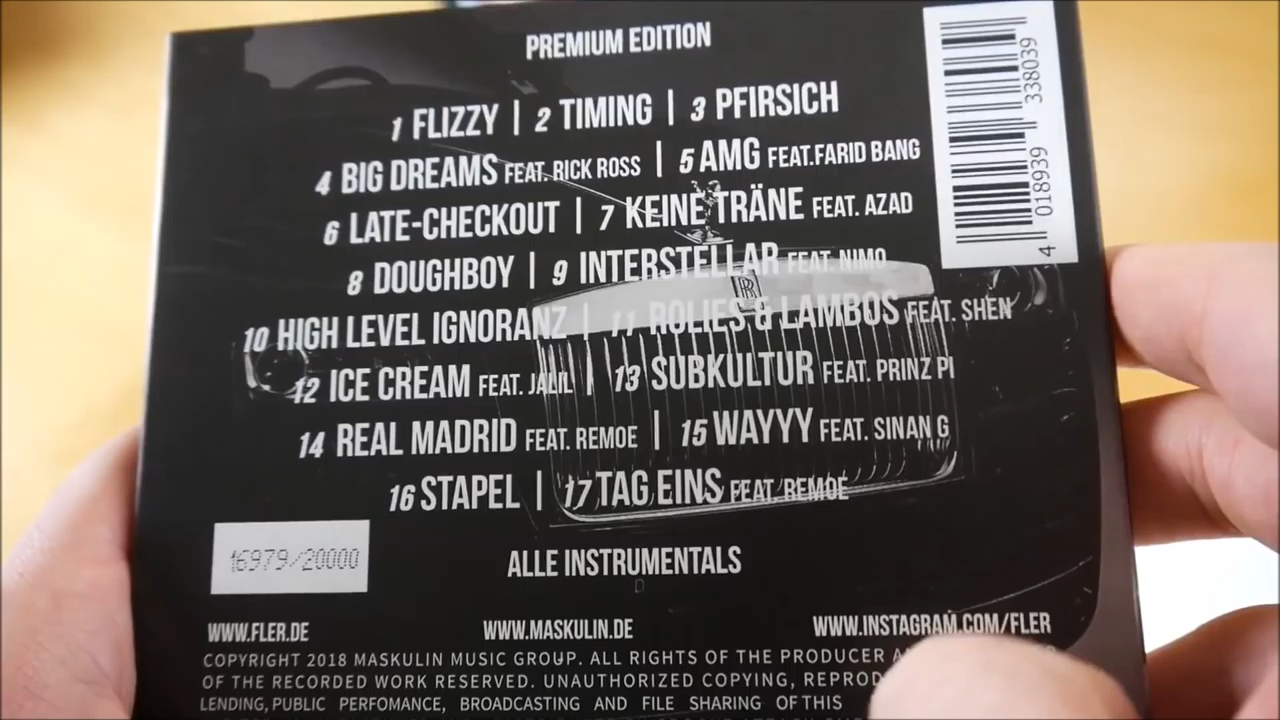 PREMIUM EDITION
1 FLIZZY | 2 TIMING | 3 PFIRSICH
4 BIG DREAMS FEAT. RICK ROSS | 5 AMG FEAT.FARID BANG
6 LATE-CHECKOUT | 7 KEINE TRÄNE FEAT. AZAD
8 DOUGHBOY | 9 INTERSTELLAR FEAT. NIMO
10 HIGH LEVEL IGNORANZ | 11 ROLIES & LAMBOS FEAT. SHEN
12 ICE CREAM FEAT. JALIL | 13 SUBKULTUR FEAT. PRINZ PI
14 REAL MADRID FEAT. REMOE | 15 WAYYY FEAT. SINAN G
16 STAPEL | 17 TAG EINS FEAT. REMOE
4 018939 338039
16979/20000
ALLE INSTRUMENTALS
D
WWW.FLER.DE WWW.MASKULIN.DE WWW.INSTAGRAM.COM/FLER
COPYRIGHT 2018 MASKULIN MUSIC GROUP. ALL RIGHTS OF THE PRODUCER
OF THE RECORDED WORK RESERVED. UNAUTHORIZED COPYING, REPROD
LENDING, PUBLIC PERFOMANCE, BROADCASTING AND FILE SHARING OF THIS